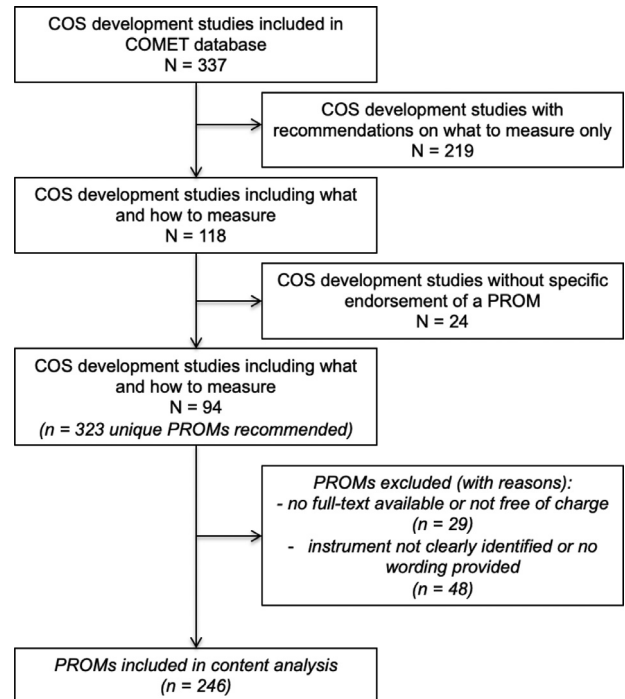 COS development studies included in
COMET database
N = 337
COS development studies with
recommendations on what to measure only
N = 219
COS development studies including what
and how to measure
N = 118
COS development studies without specific
endorsement of a PROM
N = 24
COS development studies including what
and how to measure
N = 94
(n = 323 unique PROMs recommended)
PROMs excluded (with reasons):
- no full-text available or not free of charge
(n = 29)
- instrument not clearly identified or no
wording provided
(n = 48)
PROMs included in content analysis
(n = 246)